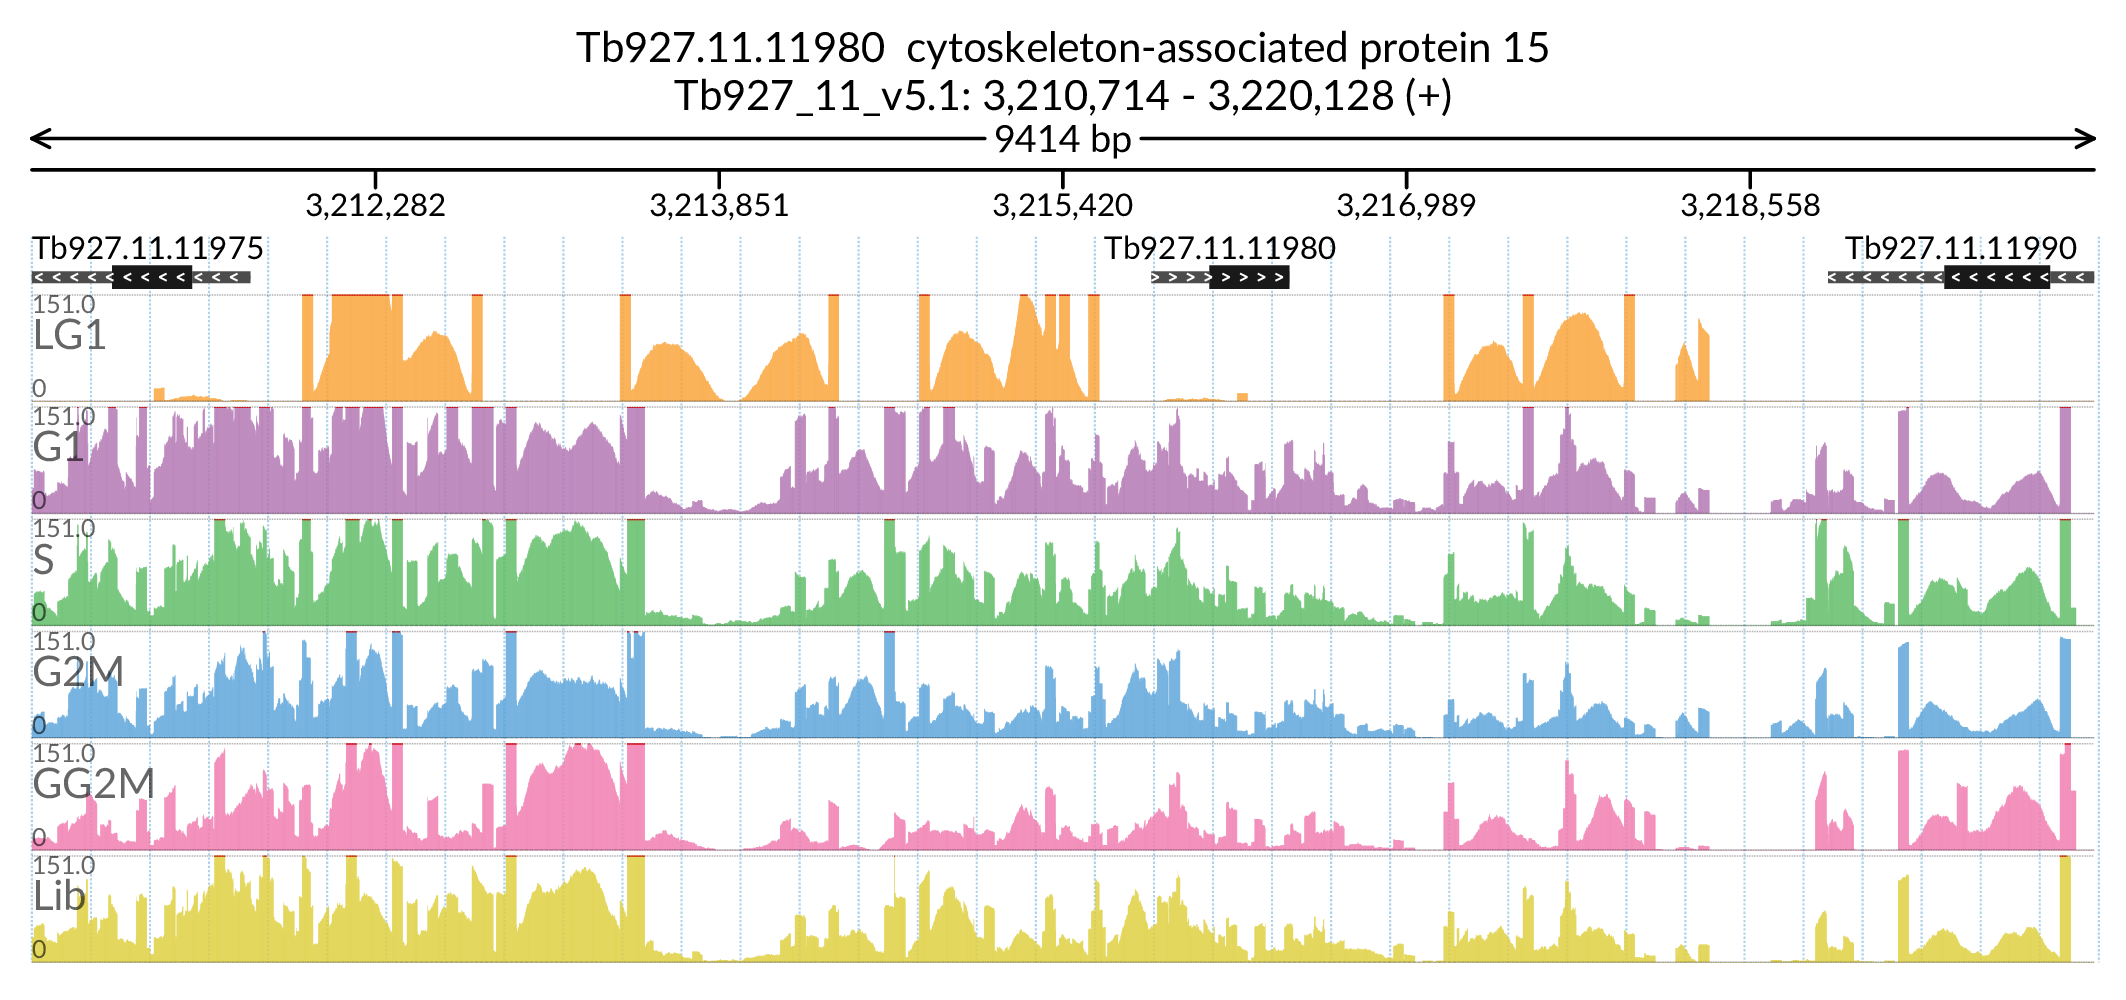 Tb927.11.11980  cytoskeleton-associated protein 15
Tb927_11_v5.1: 3,210,714 - 3,220,128 (+)
9414 bp
3,212,282 3,213,851 3,215,420 3,216,989 3,218,558
Tb927.11.11975 Tb927.11.11980 Tb927.11.11990
151.0
LG1
0
151.0
G1
0
151.0
S
0
151.0
G2M
0
151.0
GG2M
0
151.0
Lib
0